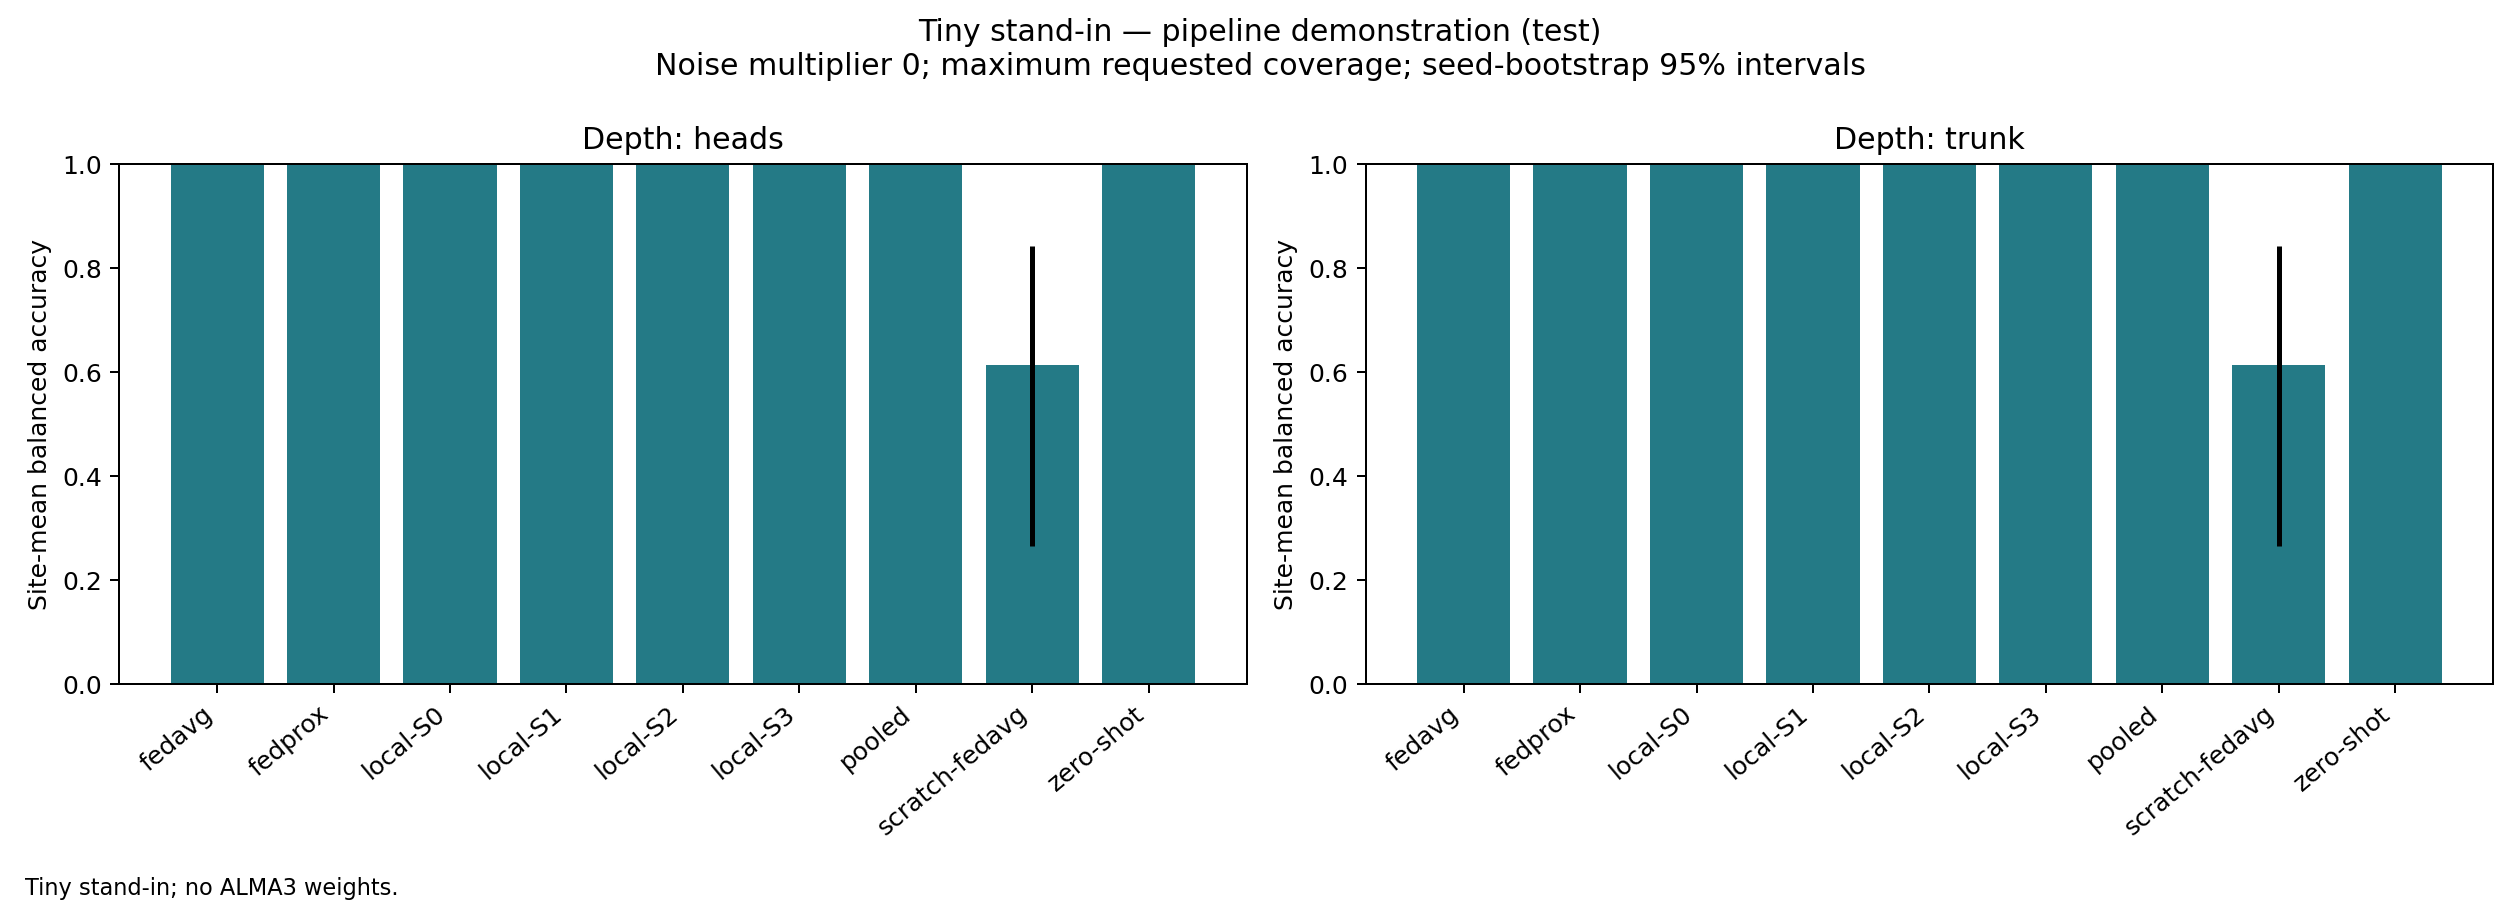 Tiny stand-in — pipeline demonstration (test)
Noise multiplier 0; maximum requested coverage; seed-bootstrap 95% intervals
Depth: heads
Site-mean balanced accuracy
1.0
0.8
0.6
0.4
0.2
0.0
fedavg
fedprox
local-S0
local-S1
local-S2
local-S3
pooled
scratch-fedavg
zero-shot
Depth: trunk
Site-mean balanced accuracy
1.0
0.8
0.6
0.4
0.2
0.0
fedavg
fedprox
local-S0
local-S1
local-S2
local-S3
pooled
scratch-fedavg
zero-shot
Tiny stand-in; no ALMA3 weights.